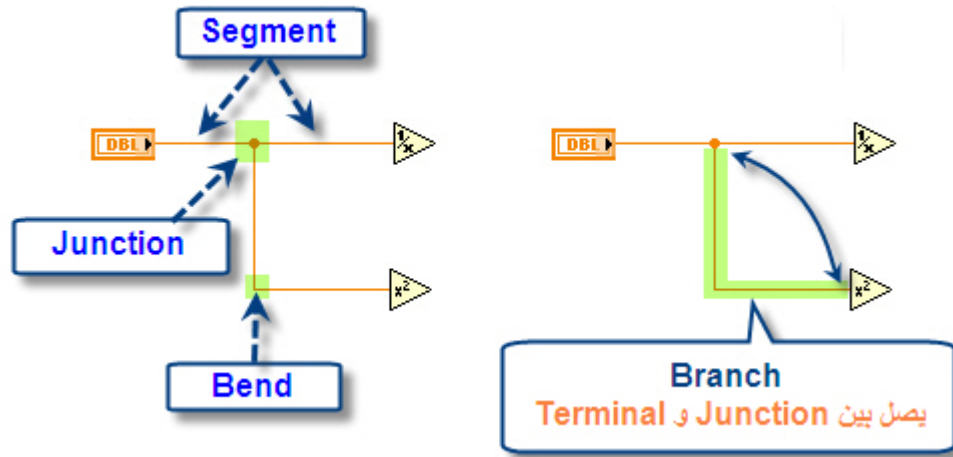 Segment
DBL
1/x
Junction
x²
Bend
DBL
1/x
x²
Branch
يصل بين Junction و Terminal